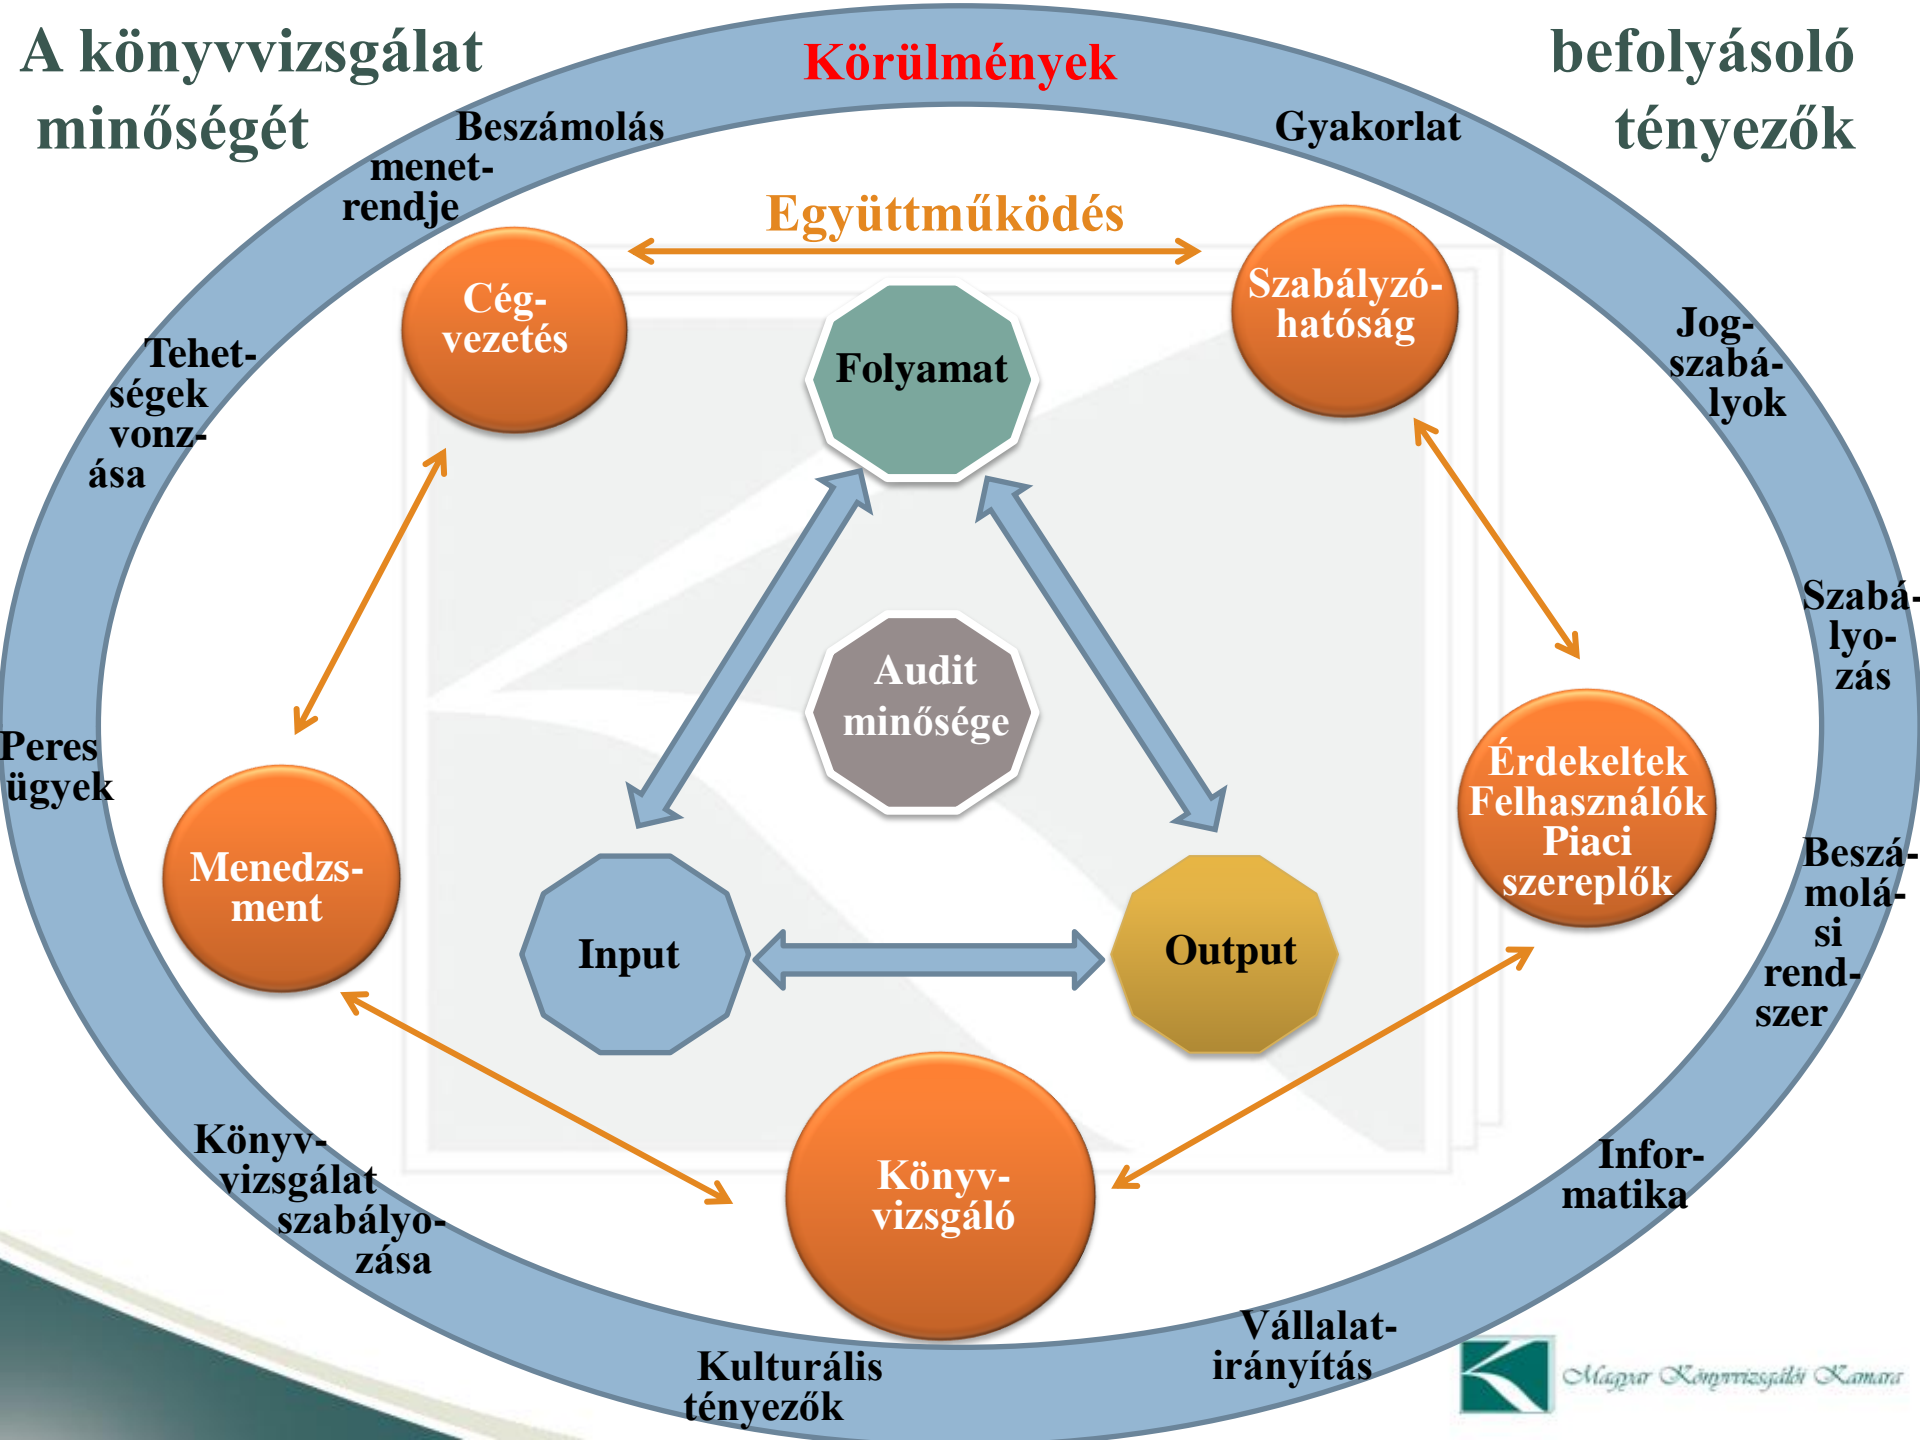 A könyvvizsgálat
minőségét
befolyásoló
tényezők
Körülmények
Beszámolás
menet-
rendje
Gyakorlat
Együttműködés
Cég-
vezetés
Szabályzó-
hatóság
Folyamat
Tehet-
ségek
vonz-
ása
Jog-
szabá-
lyok
Szabá-
lyo-
zás
Audit
minősége
Peres
ügyek
Érdekeltek
Felhasználók
Piaci
szereplők
Menedzs-
ment
Beszá-
molá-
si
rend-
szer
Input
Output
Könyv-
vizsgáló
Könyv-
vizsgálat
szabályo-
zása
Infor-
matika
Vállalat-
irányítás
Kulturális
tényezők
Magyar Könyvvizsgálói Kamara